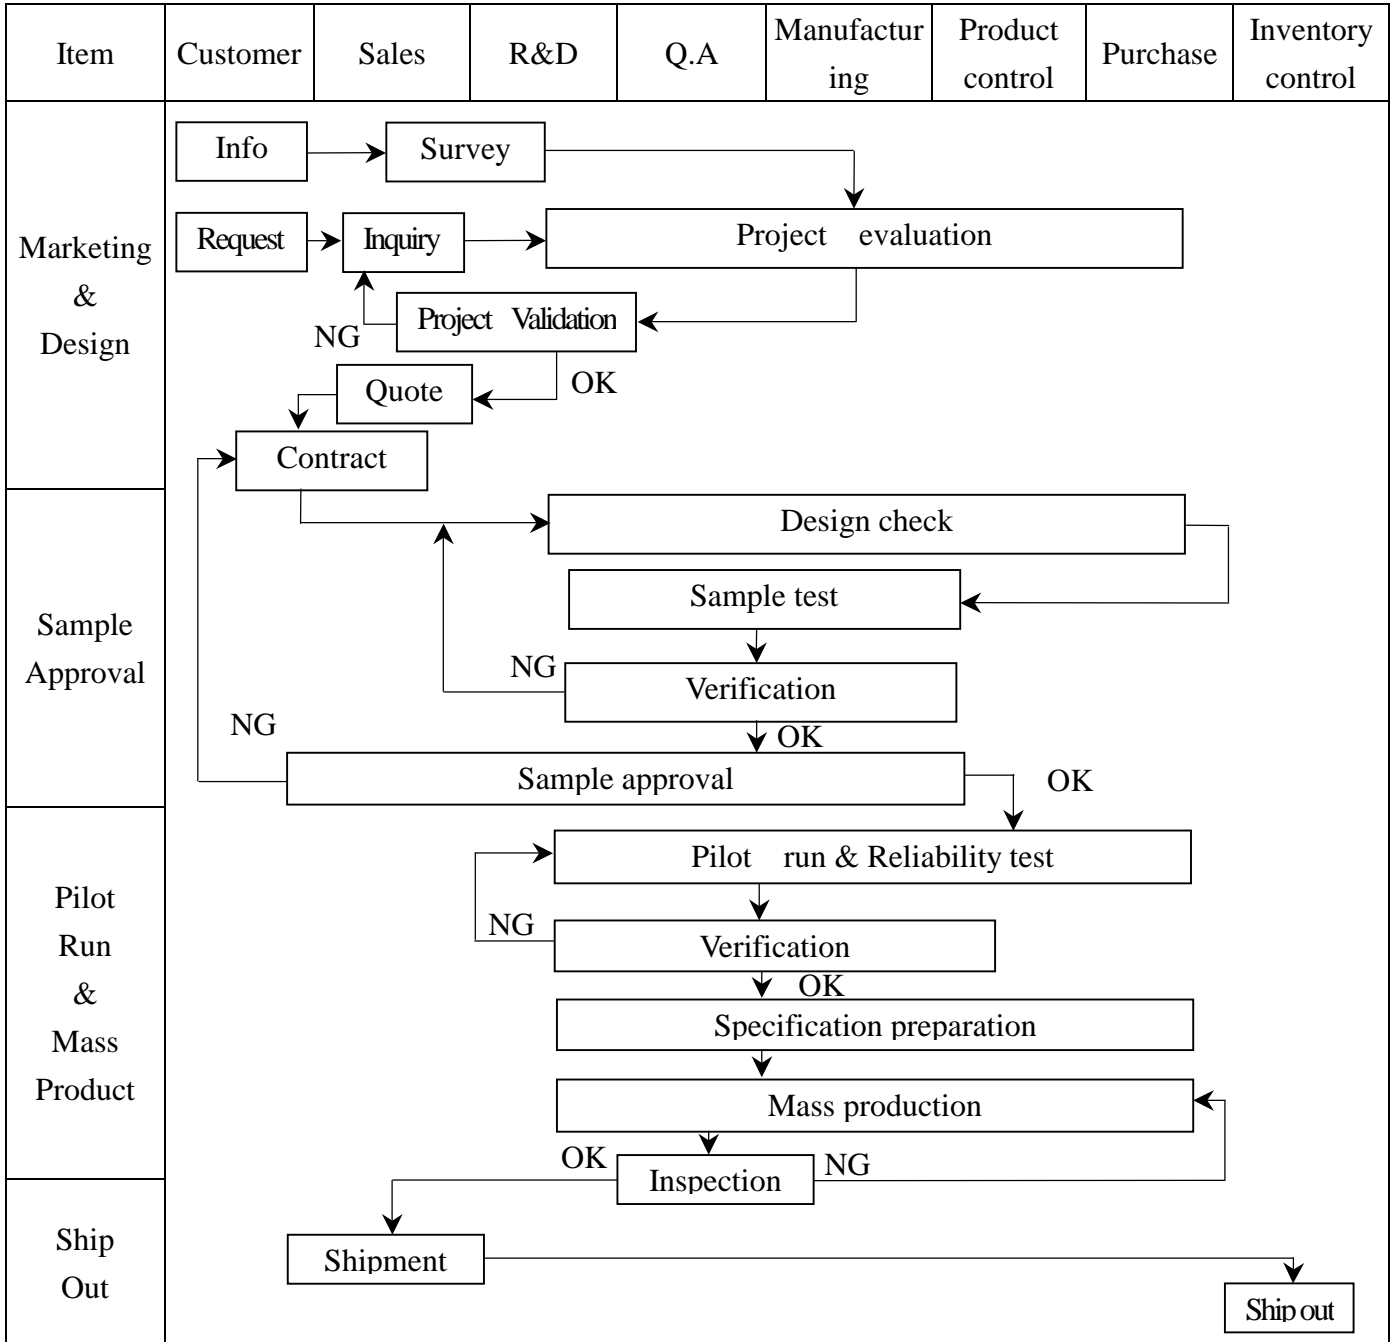 Item
Customer
Sales
R&D
Q.A
Manufactur
ing
Product
control
Purchase
Inventory
control
Marketing
&
Design
Info
Survey
Request
Inquiry
Project evaluation
NG
Project Validation
Quote
OK
Contract
Sample
Approval
Design check
Sample test
NG
Verification
NG
OK
Sample approval
OK
Pilot
Run
&
Mass
Product
Pilot run & Reliability test
NG
Verification
OK
Specification preparation
Mass production
OK
Inspection
NG
Ship
Out
Shipment
Ship out